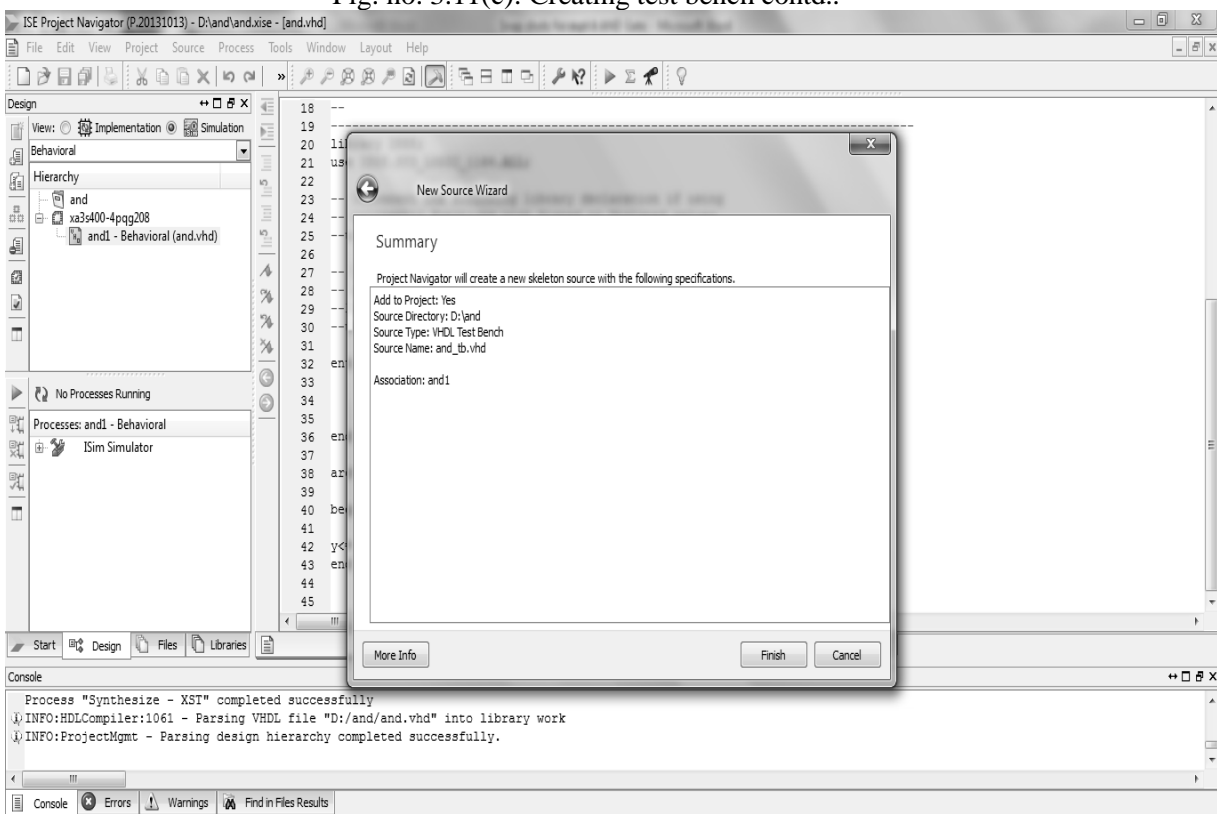 Fig. no. 3.11(e): Creating test bench contd..
ISE Project Navigator (P.20131013) - D:\and\and.xise - [and.vhd]
File Edit View Project Source Process Tools Window Layout Help
Design
View: Implementation Simulation
Behavioral
Hierarchy
and
xa3s400-4pqg208
and1 - Behavioral (and.vhd)
No Processes Running
Processes: and1 - Behavioral
ISim Simulator
Start Design Files Libraries
18 --
19 ----------------------------------------------------------------------------------
20 li
21 us
22
23 --
24 --
25 --
26
27 --
28 --
29 --
30 --
31
32 en
33
34
35
36 en
37
38 ar
39
40 be
41
42 y<
43 en
44
45
New Source Wizard
Summary
Project Navigator will create a new skeleton source with the following specifications.
Add to Project: Yes
Source Directory: D:\and
Source Type: VHDL Test Bench
Source Name: and_tb.vhd
Association: and1
More Info Finish Cancel
Console
Process "Synthesize - XST" completed successfully
INFO:HDLCompiler:1061 - Parsing VHDL file "D:/and/and.vhd" into library work
INFO:ProjectMgmt - Parsing design hierarchy completed successfully.
Console Errors Warnings Find in Files Results